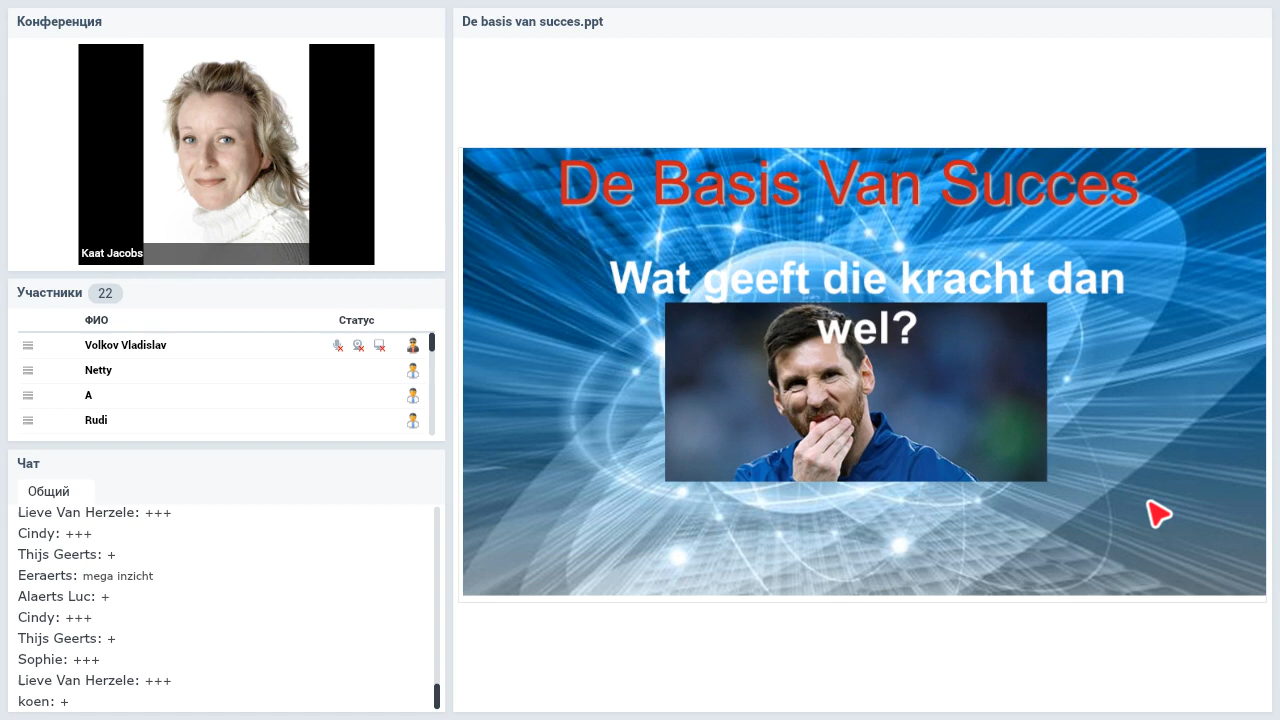 Конференция
Kaat Jacobs
Участники 22
ФИО Статус
Volkov Vladislav
Netty
A
Rudi
Чат
Общий
Lieve Van Herzele: +++
Cindy: +++
Thijs Geerts: +
Eeraerts: mega inzicht
Alaerts Luc: +
Cindy: +++
Thijs Geerts: +
Sophie: +++
Lieve Van Herzele: +++
koen: +
De basis van succes.ppt
De Basis Van Succes
Wat geeft die kracht dan
wel?